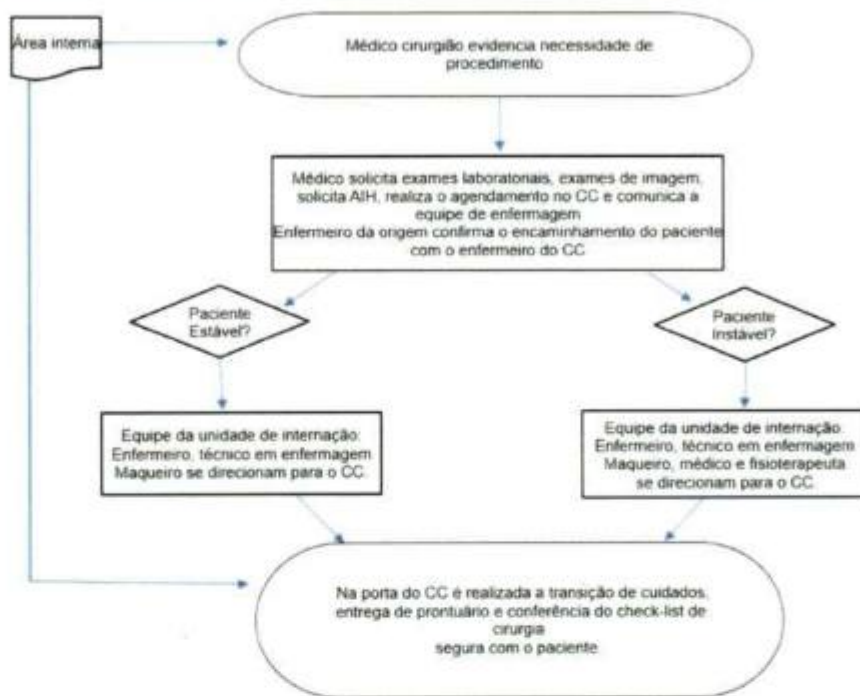 Área interna
Médico cirurgião evidencia necessidade de
procedimento
Médico solicita exames laboratoriais, exames de imagem,
solicita AIH, realiza o agendamento no CC e comunica a
equipe de enfermagem
Enfermeiro da origem confirma o encaminhamento do paciente
com o enfermeiro do CC
Paciente
Estável?
Paciente
Instável?
Equipe da unidade de internação:
Enfermeiro, técnico em enfermagem
Maqueiro se direcionam para o CC.
Equipe da unidade de internação.
Enfermeiro, técnico em enfermagem
Maqueiro, médico e fisioterapeuta
se direcionam para o CC.
Na porta do CC é realizada a transição de cuidados,
entrega de prontuário e conferência do check-list de
cirurgia
segura com o paciente